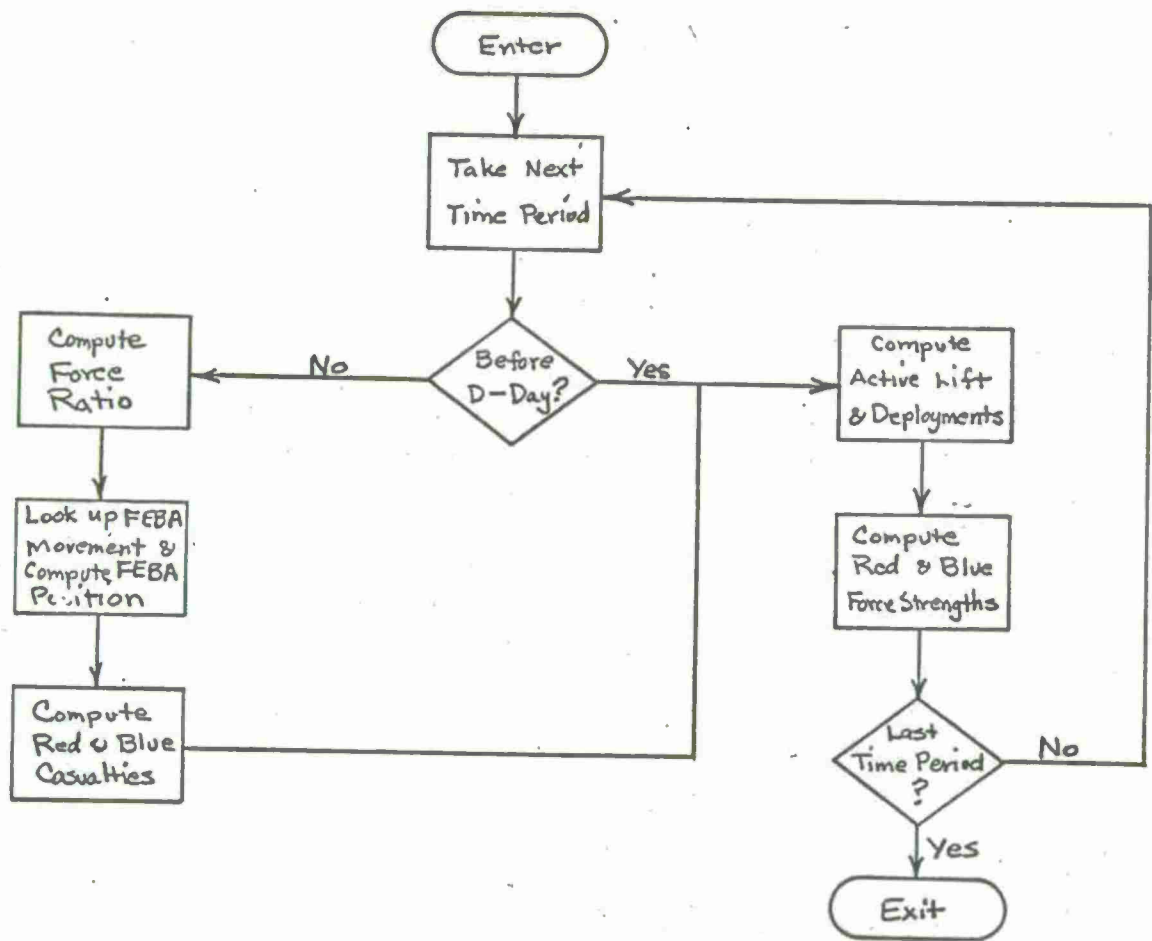 Enter
Take Next
Time Period
Before
D-Day?
No
Yes
Compute
Force
Ratio
Look up FEBA
Movement &
Compute FEBA
Position
Compute
Red & Blue
Casualties
Compute
Active Lift
& Deployments
Compute
Red & Blue
Force Strengths
Last
Time Period
?
No
Yes
Exit